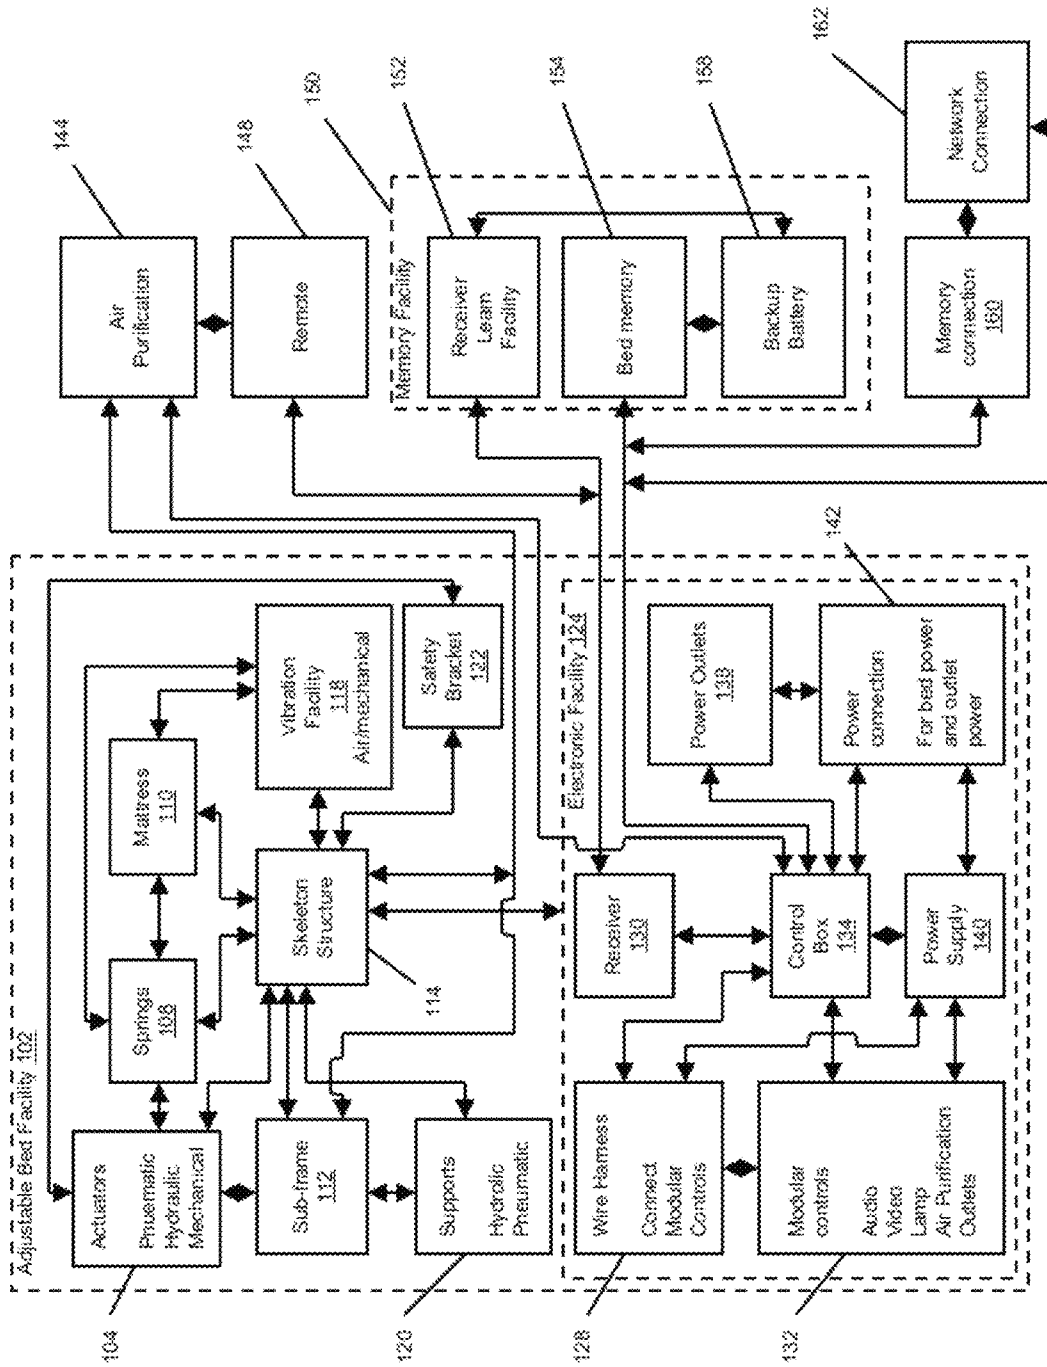 Adjustable Bed Facility 102
104
Actuators
Pnuematic
Hydraulic
Mechanical
Springs
108
Mattress
110
Vibration
Facility
118
Air/mechanical
Sub-frame
112
Skeleton
Structure
114
Safety
Bracket
122
120
Supports
Hydrolic
Pneumatic
Electronic Facility 124
128
Wire Harness
Connect
Modular
Controls
Receiver
130
Power Outlets
138
132
Modular
controls
Audio
Video
Lamp
Air Purification
Outlets
Control
Box
134
Power
Supply
140
142
Power
connection
For bed power
and outlet
power
144
Air
Purification
148
Remote
150
Memory Facility
152
Receiver
Learn
Facility
154
Bed memory
158
Backup
Battery
Memory
connection
160
162
Network
Connection